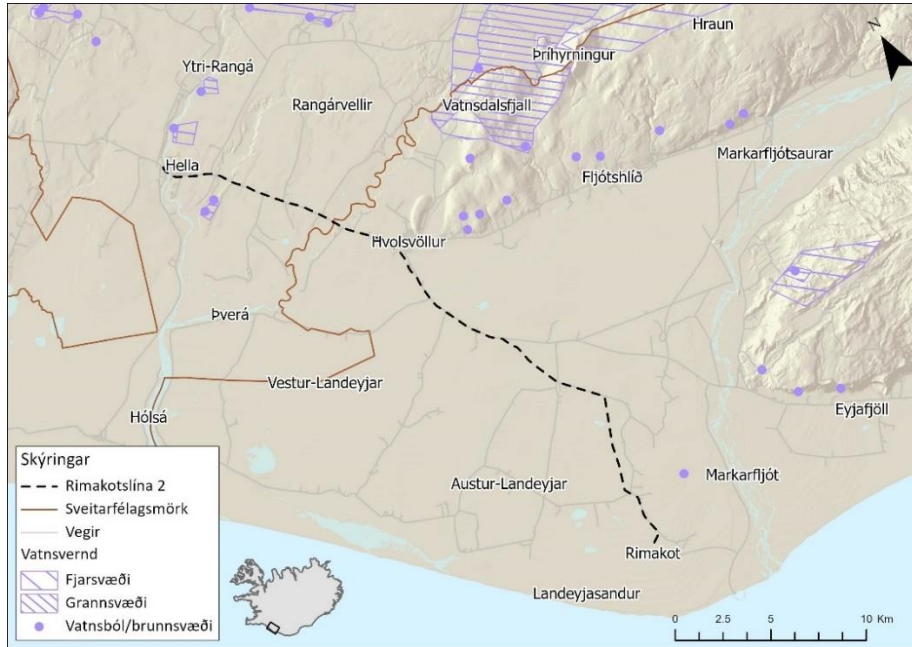 Hraun
N
Þríhyrningur
Ytri-Rangá
Rangárvellir
Vatnsdalsfjall
Markarfljótsaurar
Hella
Fljótshlíð
Hvolsvöllur
Þverá
Vestur-Landeyjar
Eyjafjöll
Hólsá
Skýringar
Rimakotslína 2
Sveitarfélagsmörk
Vegir
Vatnsvernd
Fjarsvæði
Grannsvæði
Vatnsból/brunnsvæði
Austur-Landeyjar
Markarfljót
Rimakot
Landeyjasandur
0 2.5 5 10 Km